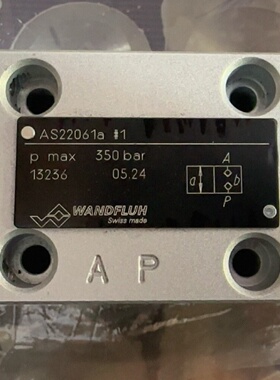 AS22061a #1
p max 350 bar
13236 05.24
A
a b
P
WANDFLUH
Swiss made
A P